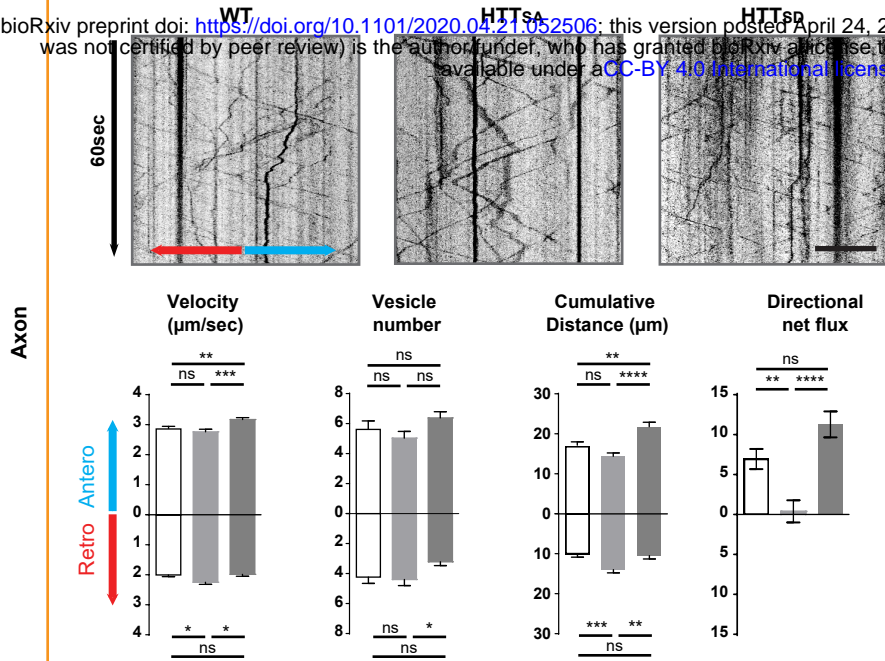 WT
HTTSA
HTTSD
bioRxiv preprint doi: https://doi.org/10.1101/2020.04.21.052506; this version posted April 24, 2
was not certified by peer review) is the author/funder, who has granted bioRxiv a license t
available under aCC-BY 4.0 International licens
60sec
Axon
Velocity
(µm/sec)
Vesicle
number
Cumulative
Distance (µm)
Directional
net flux
**
ns
***
ns
ns
ns
**
ns
****
ns
**
****
Antero
Retro
4
3
2
1
0
1
2
3
4
8
6
4
2
0
2
4
6
8
30
20
10
0
10
20
30
15
10
5
0
5
10
15
*
*
ns
ns
*
ns
***
**
ns